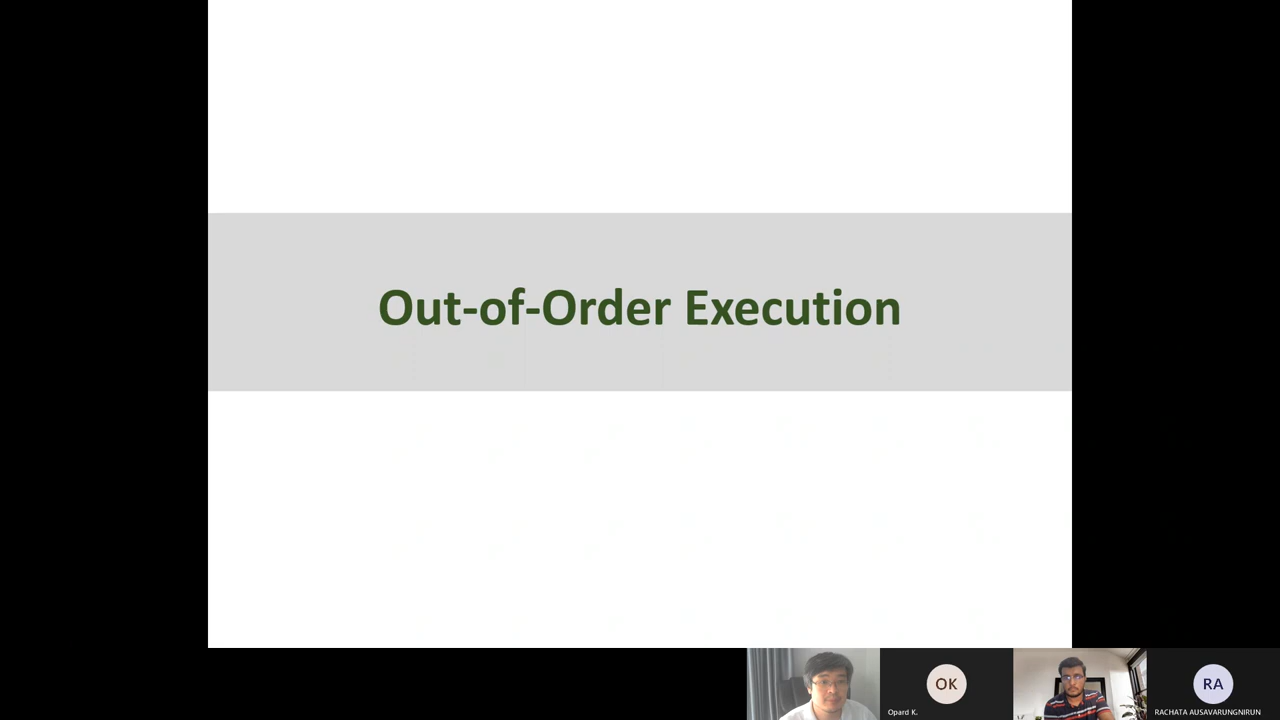 Out-of-Order Execution
OK
Opard K.
RA
RACHATA AUSAVARUNGNIRUN